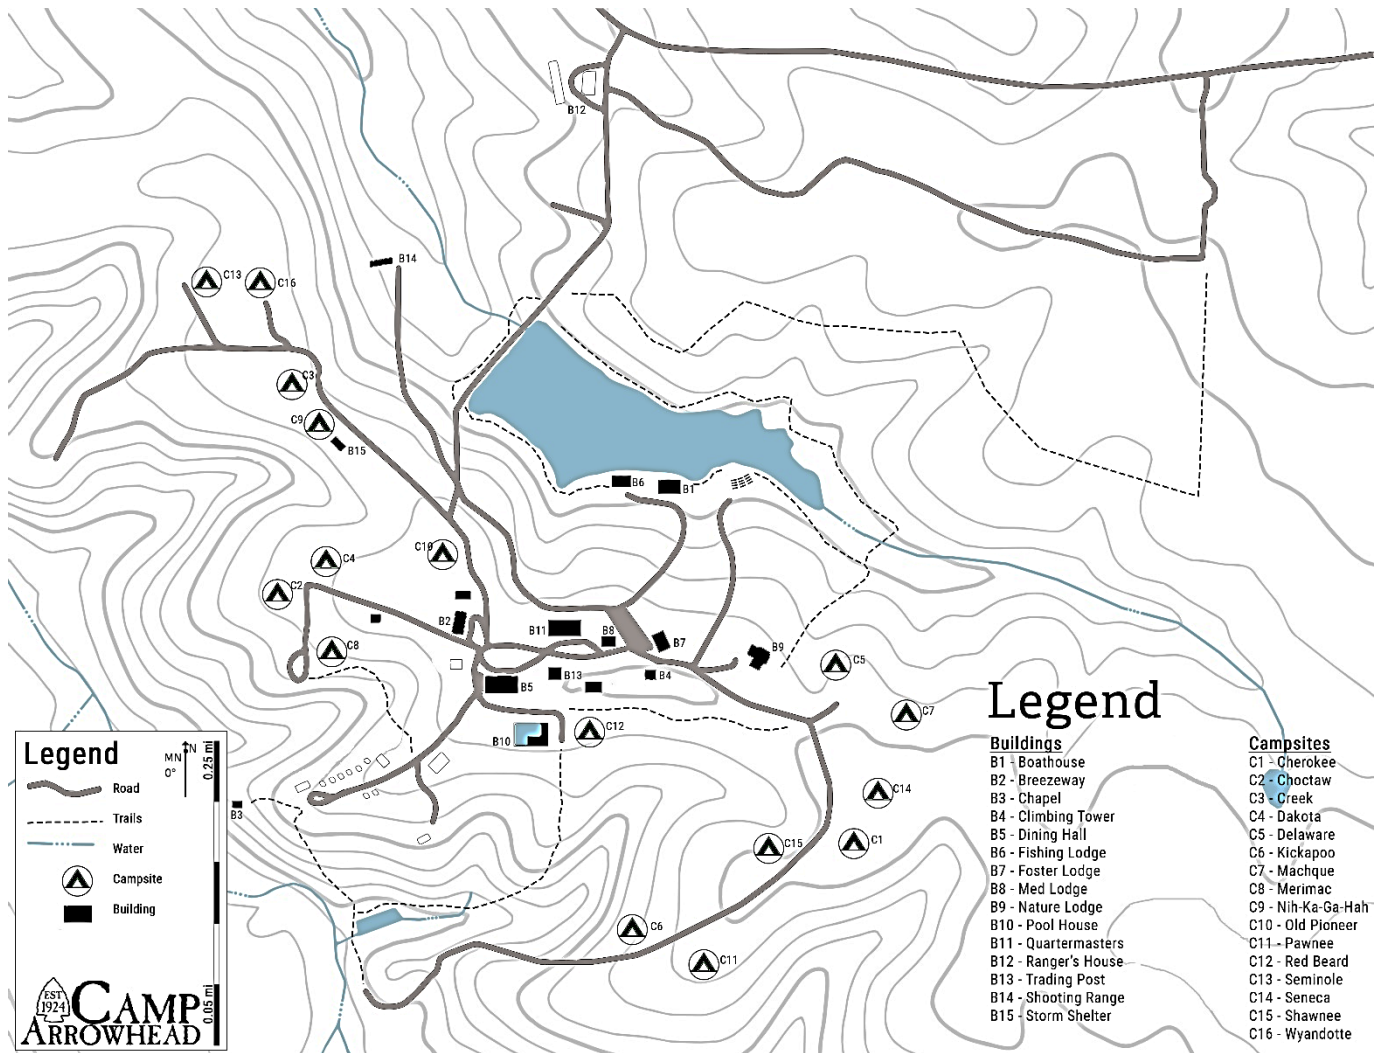 B12
B14
C13
C16
C3
C9
B15
B6
B1
C10
C4
C2
B2
B11
B8
B7
B9
C8
C5
B13
B4
B5
C7
C12
B10
Legend
MN
0°
N
0.25 mi
Road
Trails
Water
Campsite
Building
0.05 mi
EST
1924
CAMP
ARROWHEAD
B3
C14
C15
C1
C6
C11
Legend
Buildings
B1 - Boathouse
B2 - Breezeway
B3 - Chapel
B4 - Climbing Tower
B5 - Dining Hall
B6 - Fishing Lodge
B7 - Foster Lodge
B8 - Med Lodge
B9 - Nature Lodge
B10 - Pool House
B11 - Quartermasters
B12 - Ranger's House
B13 - Trading Post
B14 - Shooting Range
B15 - Storm Shelter
Campsites
C1 - Cherokee
C2 - Choctaw
C3 - Creek
C4 - Dakota
C5 - Delaware
C6 - Kickapoo
C7 - Machque
C8 - Merimac
C9 - Nih-Ka-Ga-Hah
C10 - Old Pioneer
C11 - Pawnee
C12 - Red Beard
C13 - Seminole
C14 - Seneca
C15 - Shawnee
C16 - Wyandotte